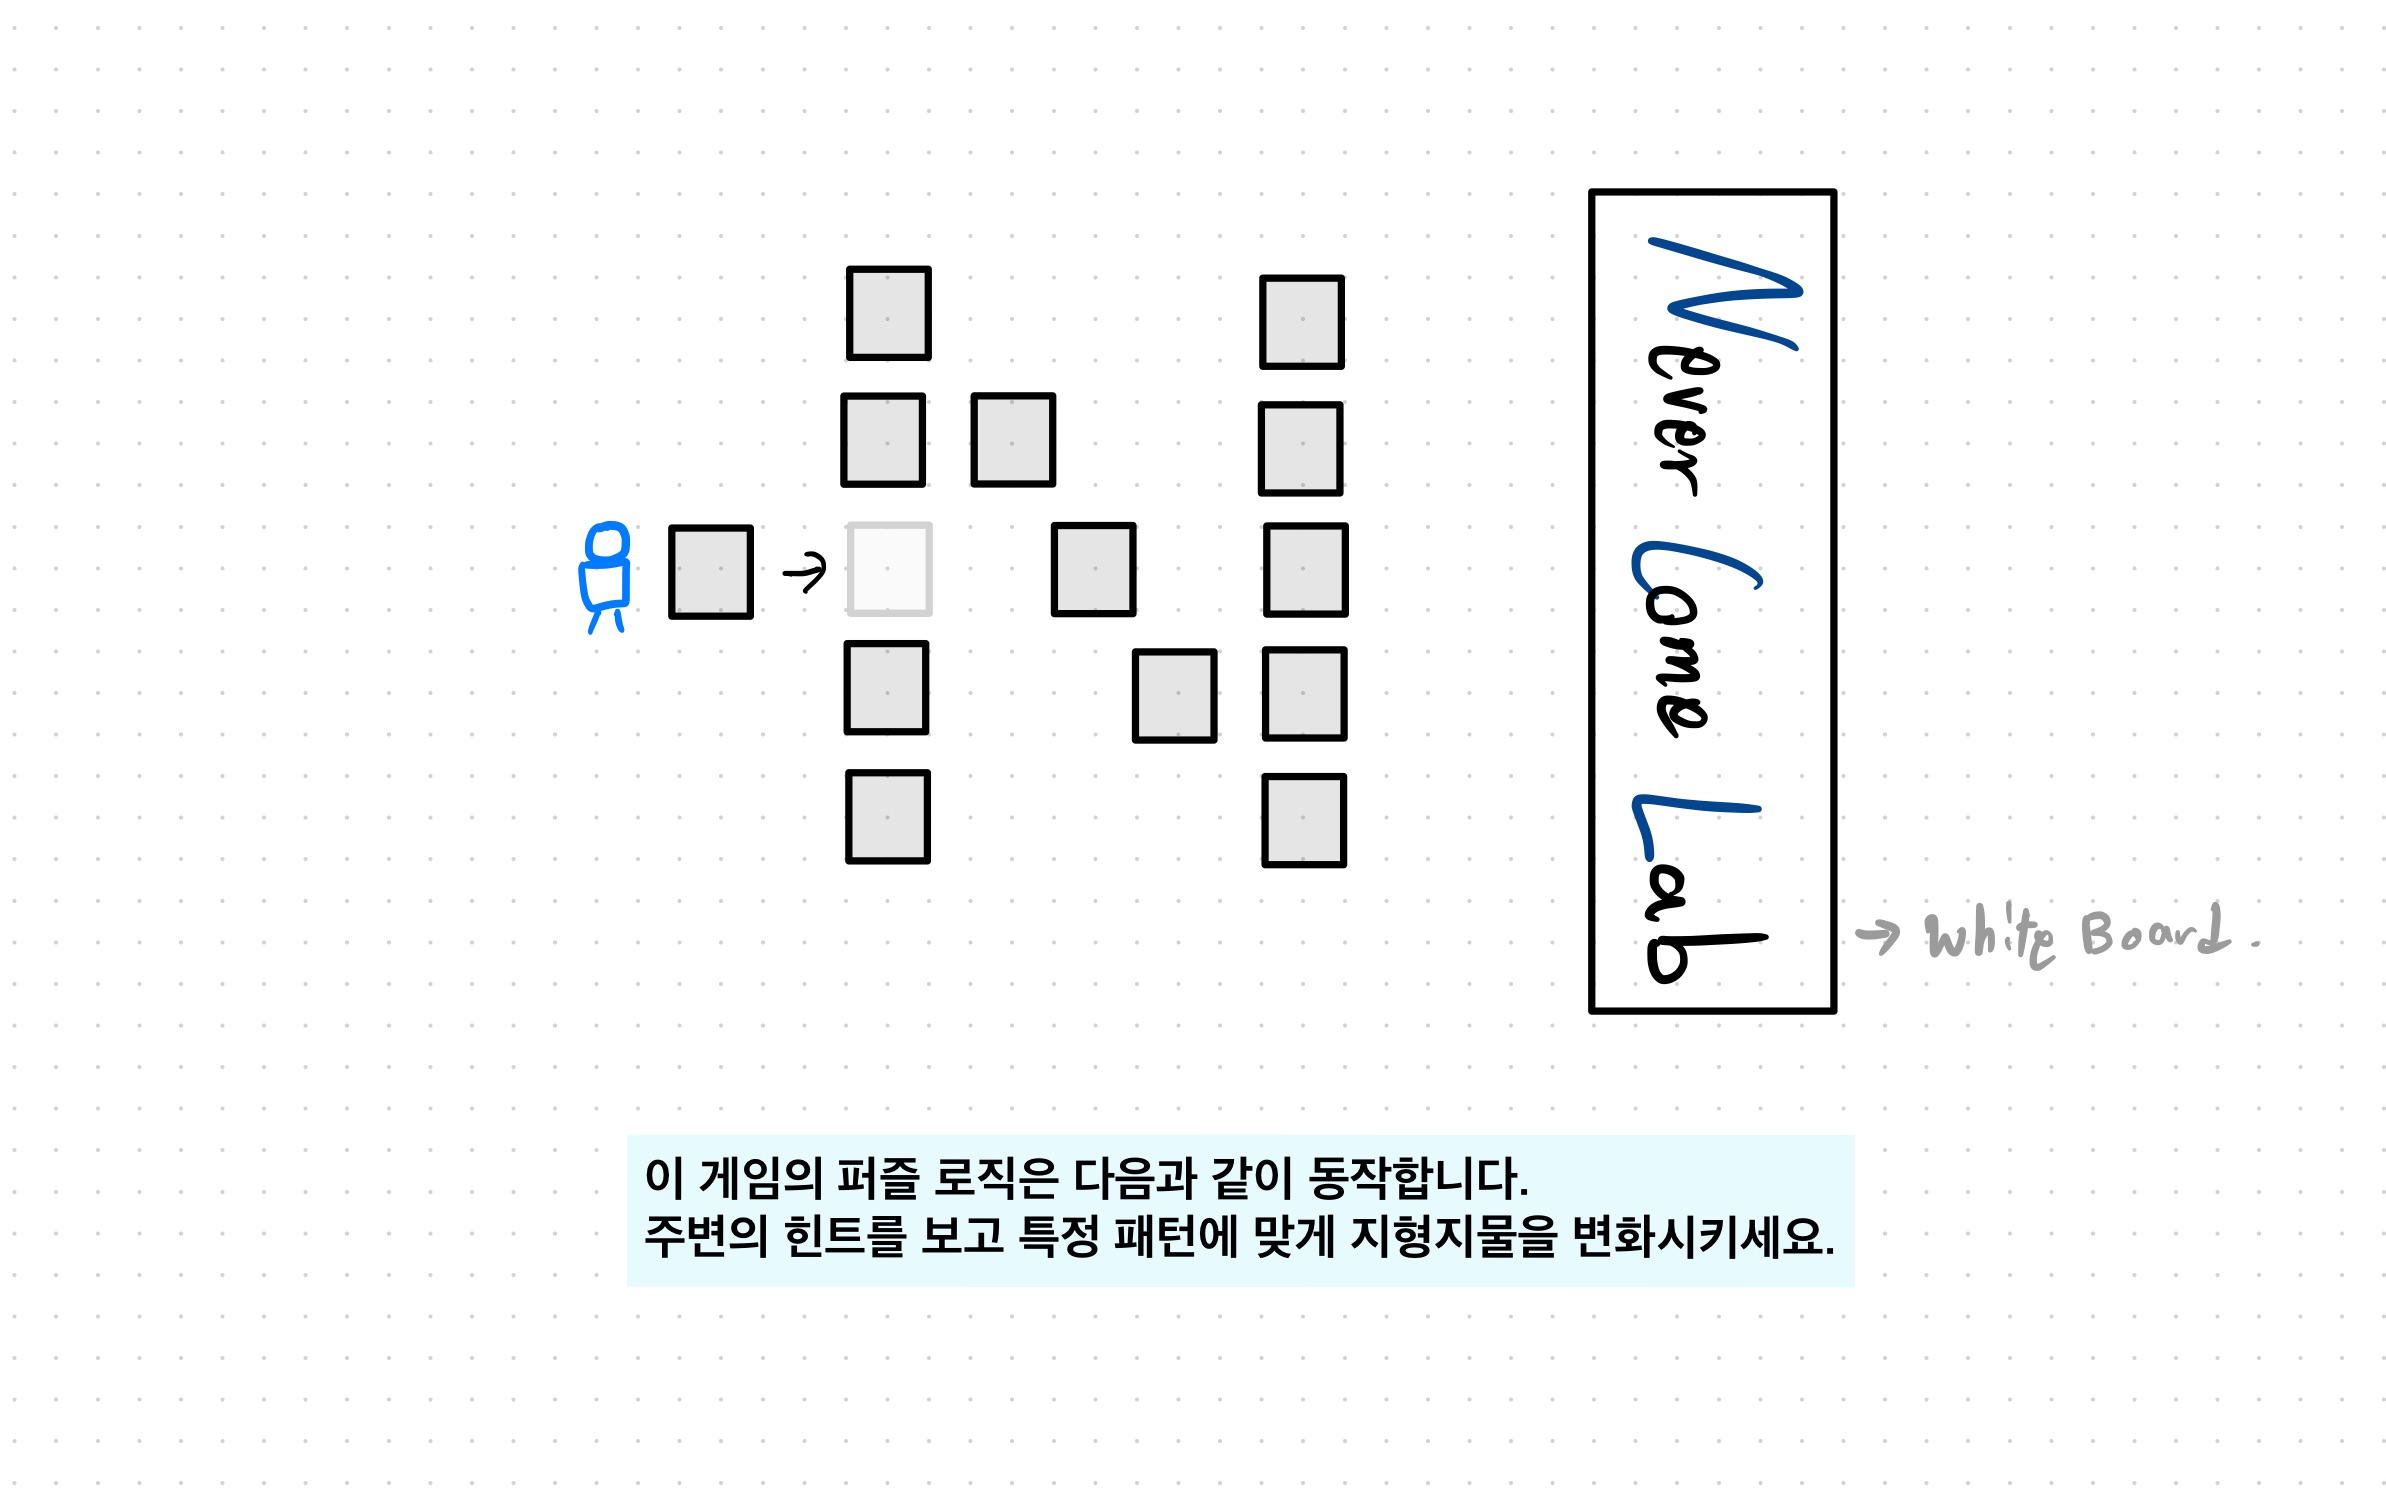 Never Come Lab
White Board.
이 게임의 퍼즐 로직은 다음과 같이 동작합니다.
주변의 힌트를 보고 특정 패턴에 맞게 지형지물을 변화시키세요.